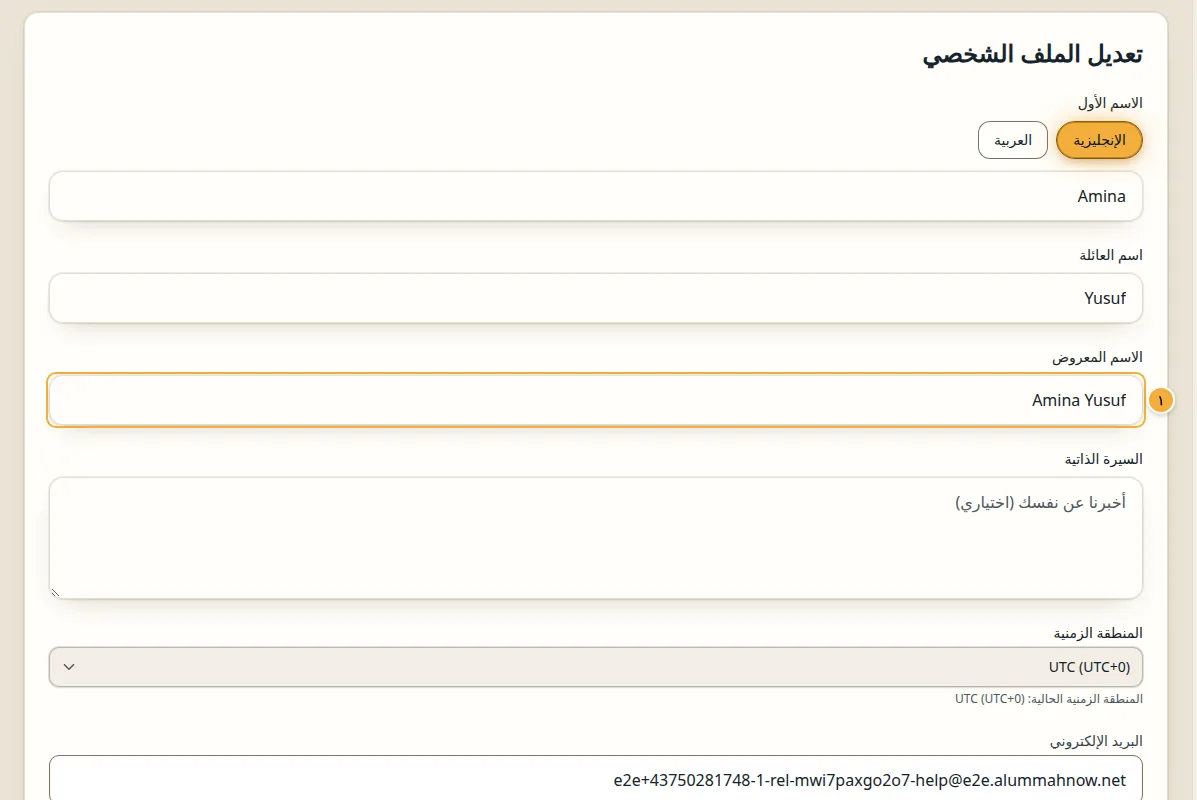 تعديل الملف الشخصي
الاسم الأول
الإنجليزية العربية
Amina
اسم العائلة
Yusuf
الاسم المعروض
Amina Yusuf
١
السيرة الذاتية
أخبرنا عن نفسك (اختياري)
المنطقة الزمنية
UTC (UTC+0)
المنطقة الزمنية الحالية: UTC (UTC+0)
البريد الإلكتروني
e2e+43750281748-1-rel-mwi7paxgo2o7-help@e2e.alummahnow.net